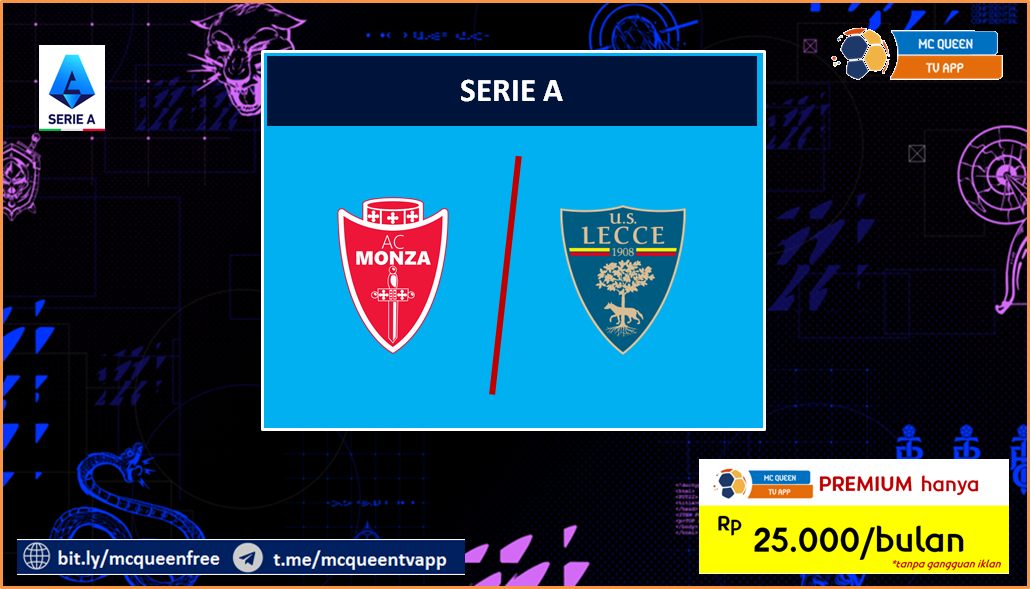 SERIE A
SERIE A
MC QUEEN
TV APP
AC
MONZA
U.S.
LECCE
1908
MC QUEEN
TV APP
PREMIUM hanya
Rp 25.000/bulan
*tanpa gangguan iklan
bit.ly/mcqueenfree t.me/mcqueentvapp